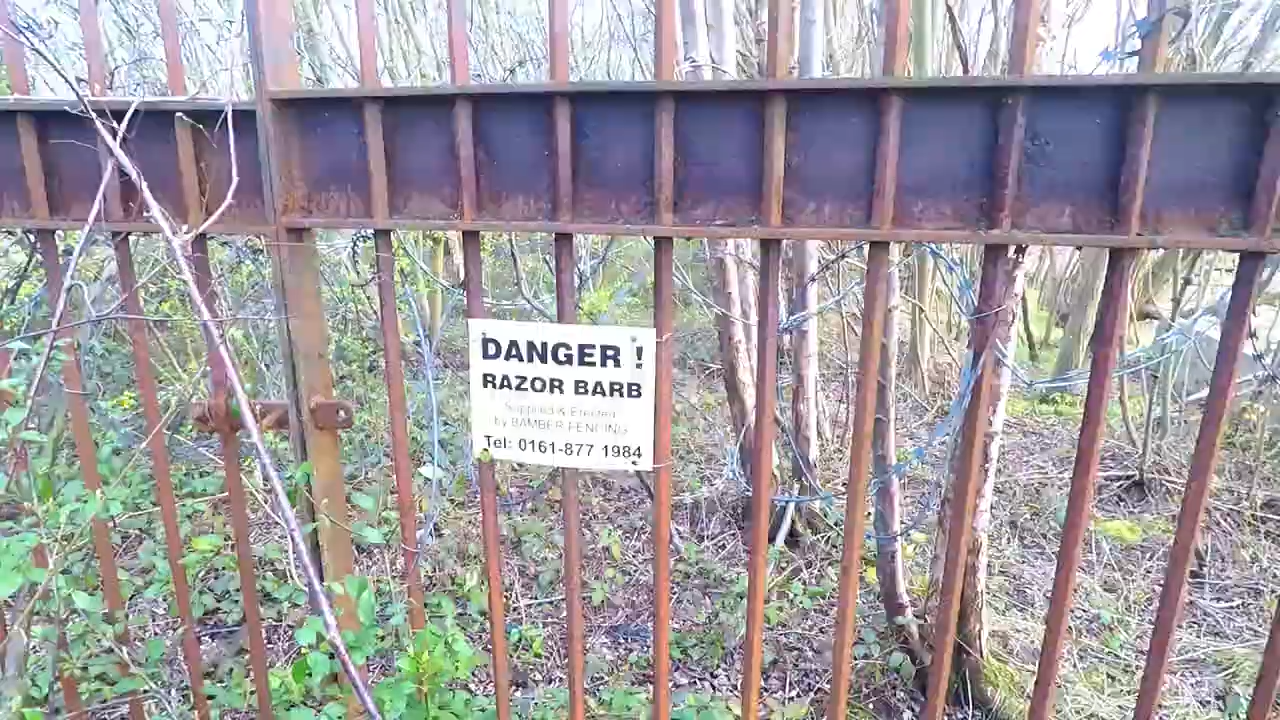 DANGER !
RAZOR BARB
Supplied & Erected
by BAMBER FENCING
Tel: 0161-877 1984